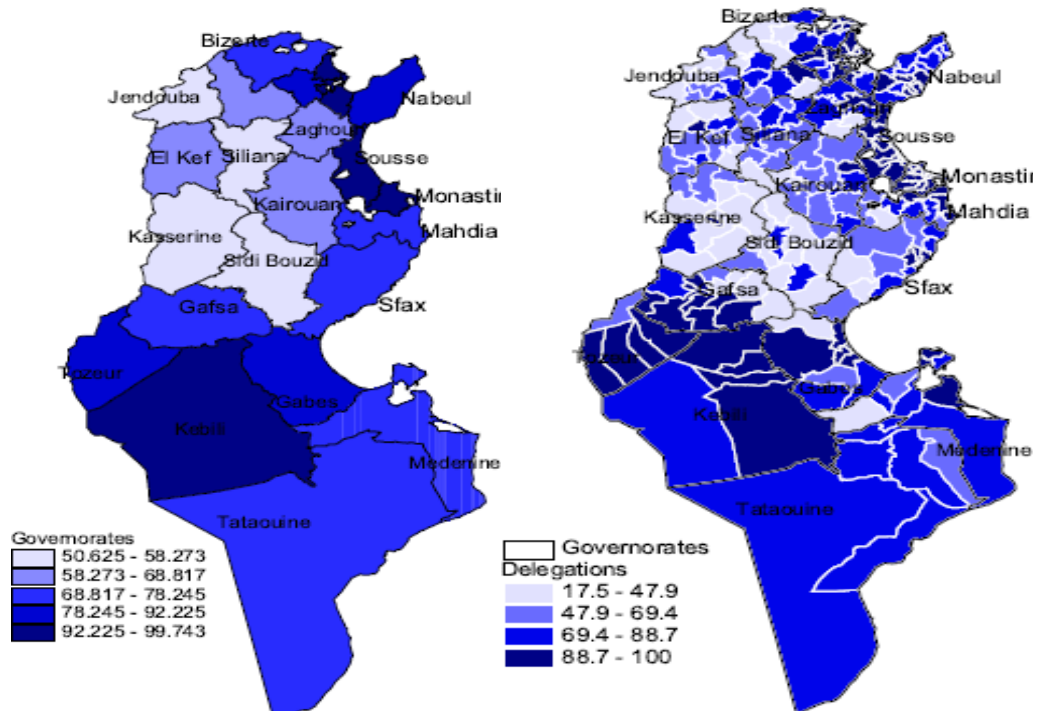 Bizerte
Jendouba
Nabeul
Zaghoun
El Kef
Siliana
Sousse
Monastir
Kairouan
Mahdia
Kasserine
Sidi Bouzid
Gafsa
Sfax
Tozeur
Gabes
Kebili
Medenine
Tataouine
Governorates
50.625 - 58.273
58.273 - 68.817
68.817 - 78.245
78.245 - 92.225
92.225 - 99.743
Bizerte
Jendouba
Nabeul
El Kef
Siliana
Sousse
Monastir
Kairouan
Mahdia
Kasserine
Sidi Bouzid
Gafsa
Sfax
Tozeur
Gabes
Kebili
Medenine
Tataouine
Governorates
Delegations
17.5 - 47.9
47.9 - 69.4
69.4 - 88.7
88.7 - 100